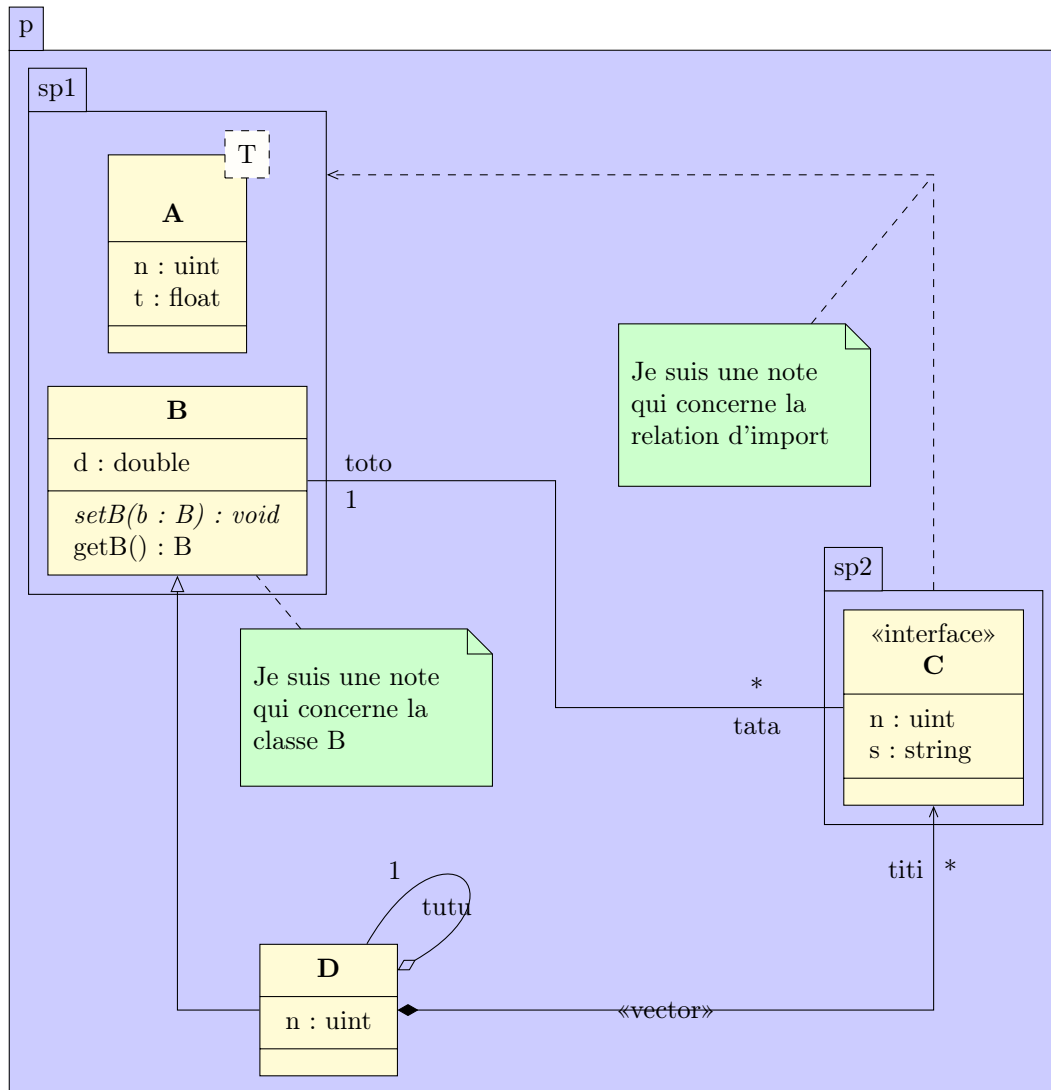 p
sp1
T
A
n : uint
t : float
Je suis une note
qui concerne la
relation d'import
B
d : double
setB(b : B) : void
getB() : B
toto
1
sp2
«interface»
C
n : uint
s : string
*
tata
Je suis une note
qui concerne la
classe B
titi
*
1
tutu
D
n : uint
«vector»